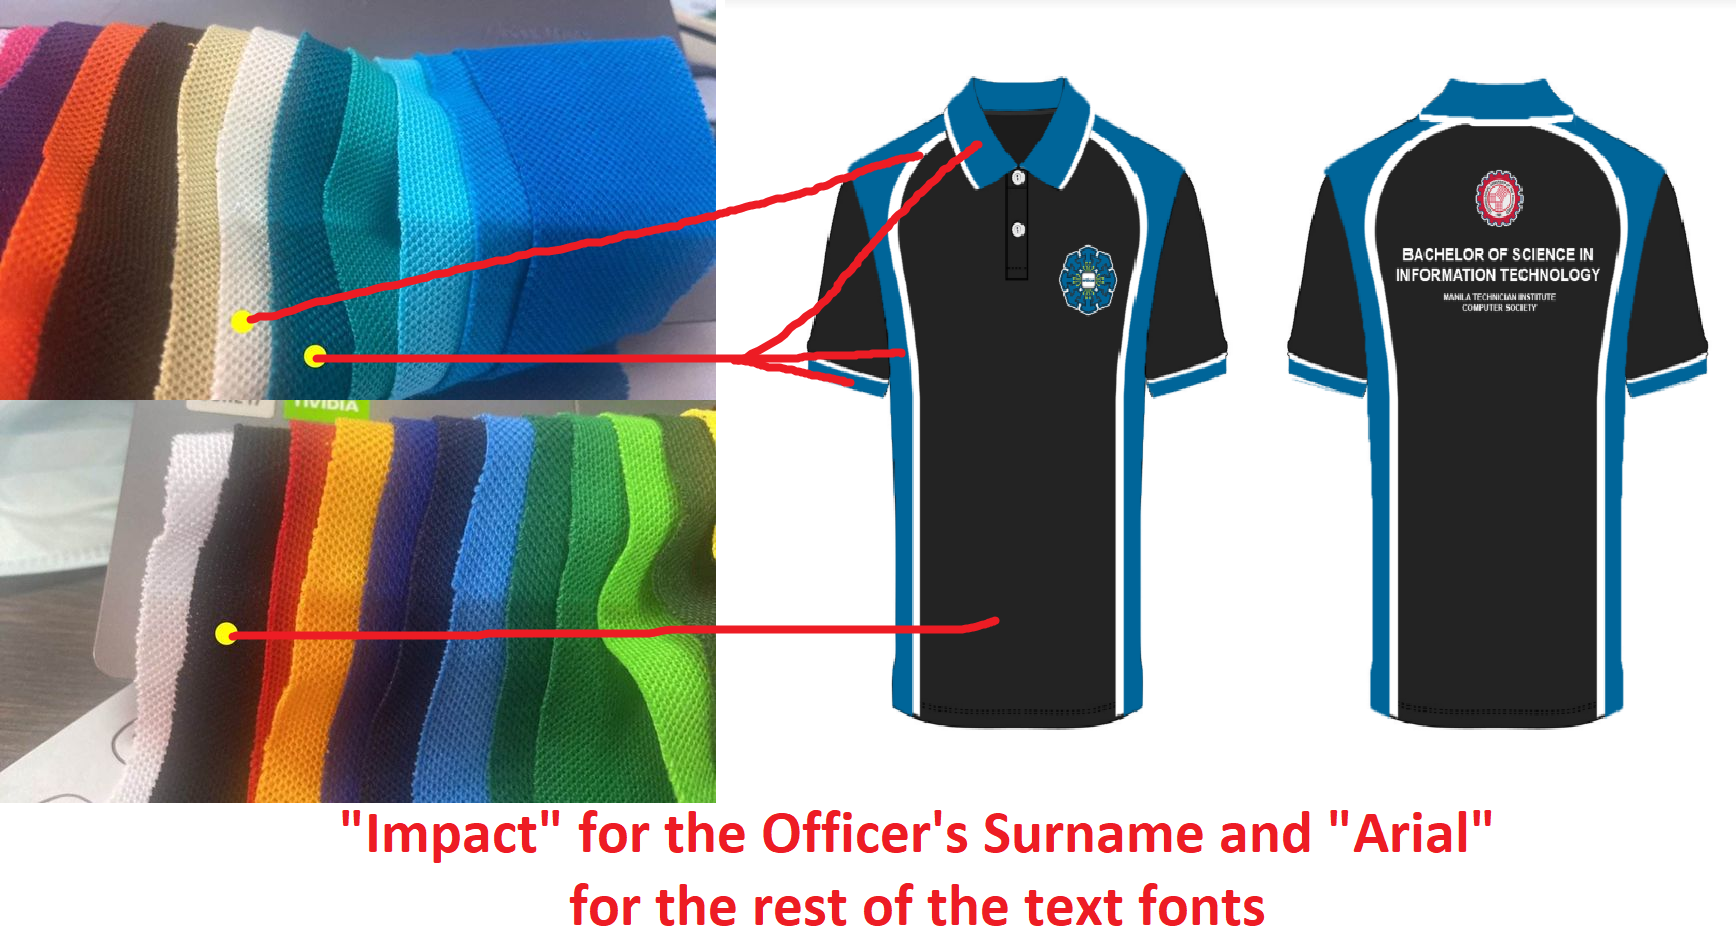 NVIDIA
BACHELOR OF SCIENCE IN
INFORMATION TECHNOLOGY
MANILA TECHNICIAN INSTITUTE
COMPUTER SOCIETY
"Impact" for the Officer's Surname and "Arial"
for the rest of the text fonts